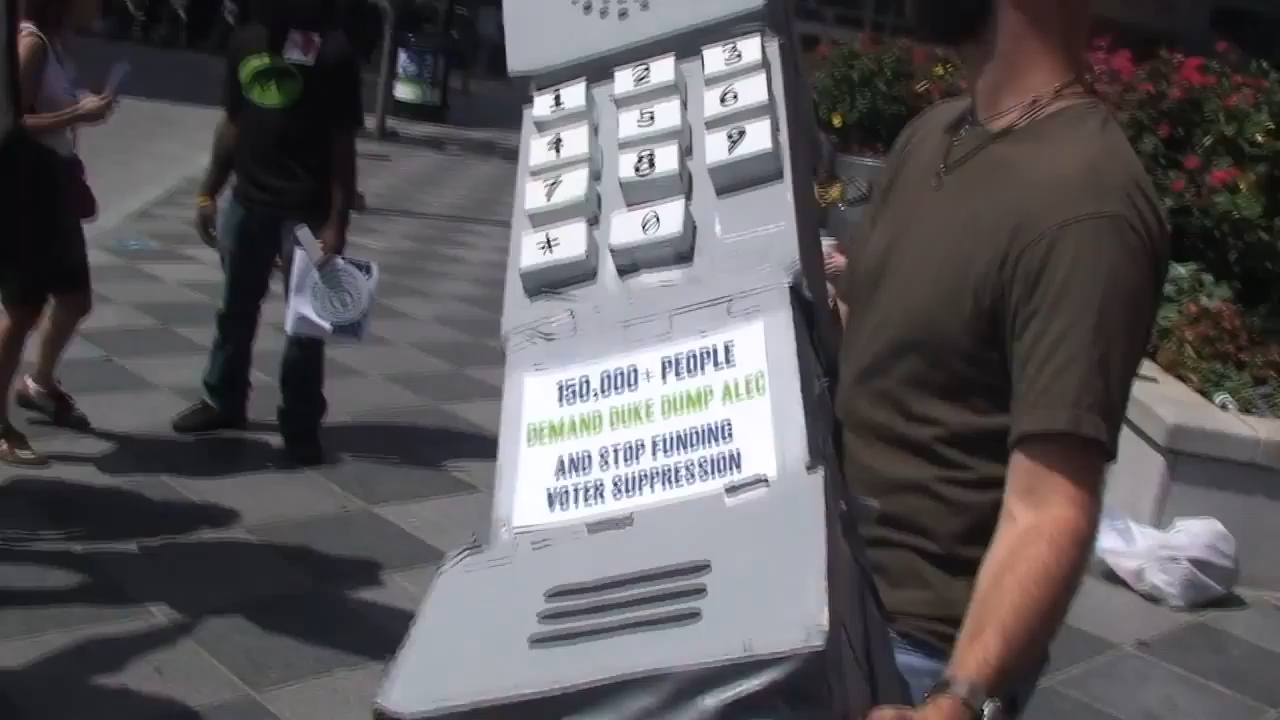 1 2 3
4 5 6
7 8 9
* 0
150,000+ PEOPLE
DEMAND DUKE DUMP ALEC
AND STOP FUNDING
VOTER SUPPRESSION